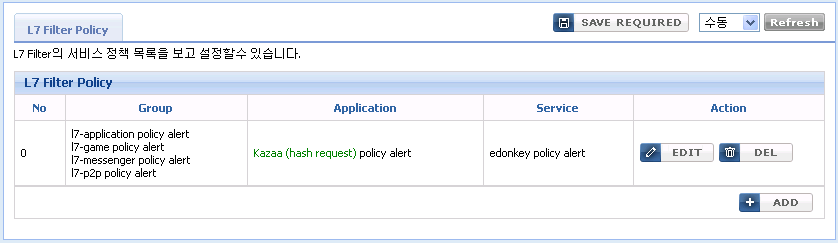 L7 Filter Policy
SAVE REQUIRED
수동
Refresh
L7 Filter의 서비스 정책 목록을 보고 설정할수 있습니다.
L7 Filter Policy
No Group Application Service Action
0
l7-application policy alert
l7-game policy alert
l7-messenger policy alert
l7-p2p policy alert
Kazaa (hash request) policy alert
edonkey policy alert
EDIT DEL
ADD